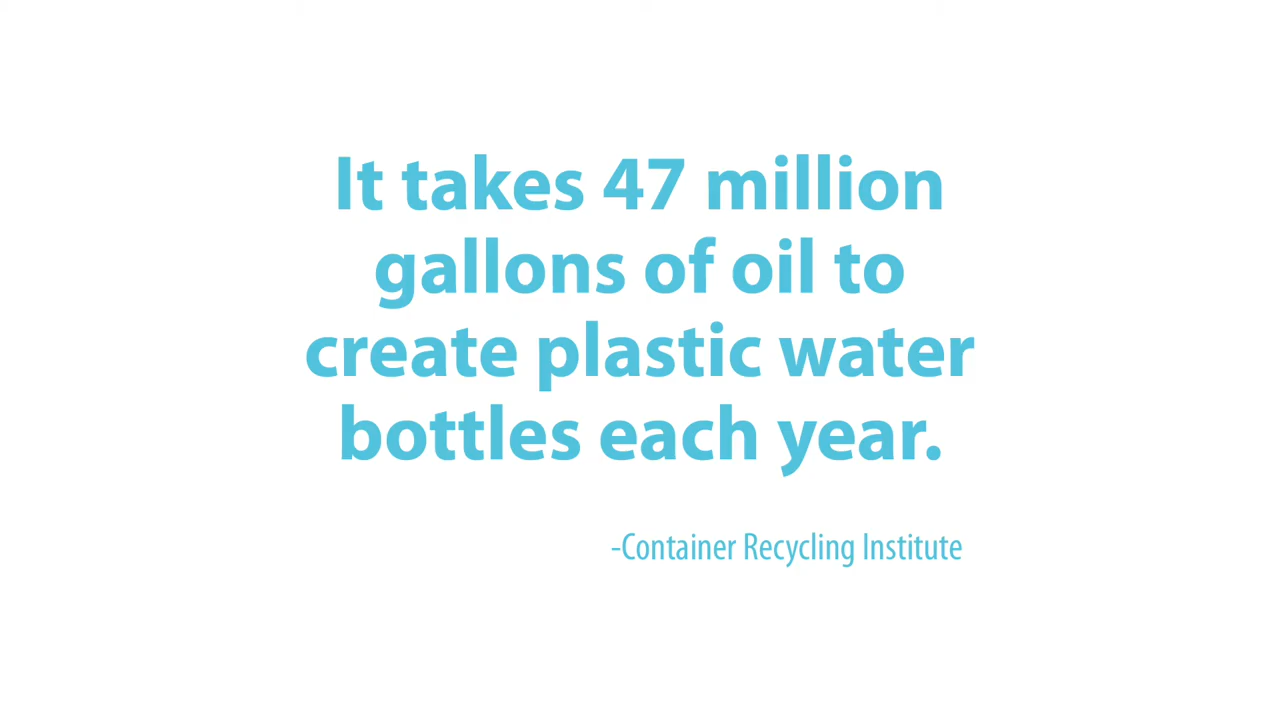 It takes 47 million
gallons of oil to
create plastic water
bottles each year.
-Container Recycling Institute